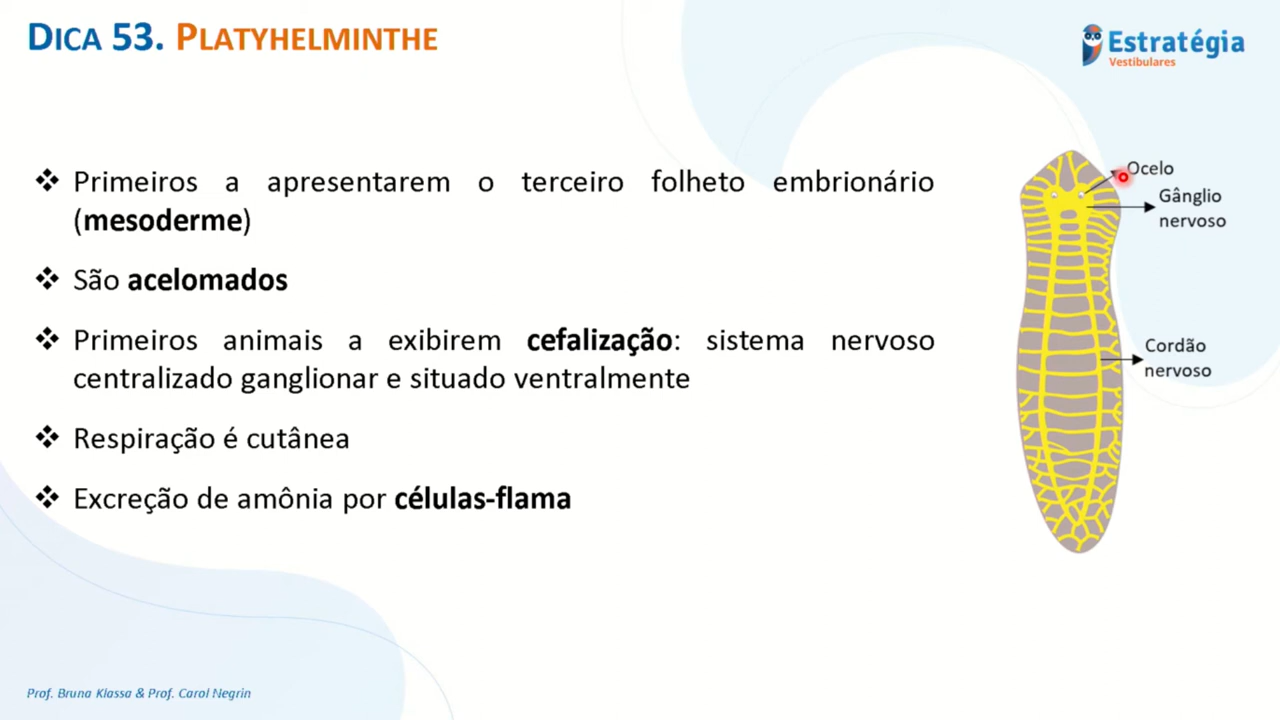 DICA 53. PLATYHELMINTHE
Estratégia
Vestibulares
❖ Primeiros a apresentarem o terceiro folheto embrionário
(mesoderme)
❖ São acelomados
❖ Primeiros animais a exibirem cefalização: sistema nervoso
centralizado ganglionar e situado ventralmente
❖ Respiração é cutânea
❖ Excreção de amônia por células-flama
Ocelo
Gânglio
nervoso
Cordão
nervoso
Prof. Bruna Klassa & Prof. Carol Negrin